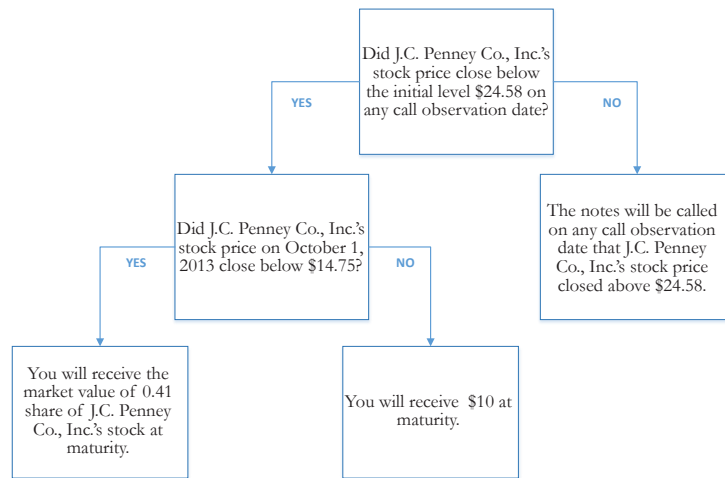 Did J.C. Penney Co., Inc.'s
stock price close below
the initial level $24.58 on
any call observation date?
YES
NO
Did J.C. Penney Co., Inc.'s
stock price on October 1,
2013 close below $14.75?
The notes will be called
on any call observation
date that J.C. Penney
Co., Inc.'s stock price
closed above $24.58.
YES
NO
You will receive the
market value of 0.41
share of J.C. Penney
Co., Inc.'s stock at
maturity.
You will receive $10 at
maturity.